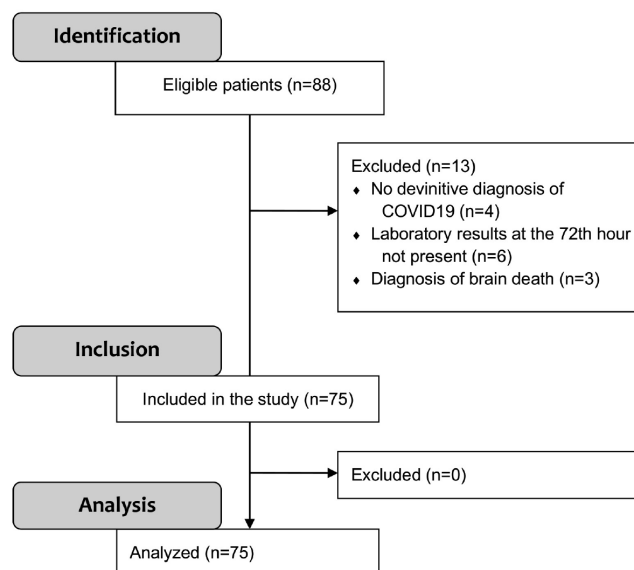 Identification
Eligible patients (n=88)
Excluded (n=13)
♦ No devinitive diagnosis of
COVID19 (n=4)
♦ Laboratory results at the 72th hour
not present (n=6)
♦ Diagnosis of brain death (n=3)
Inclusion
Included in the study (n=75)
Excluded (n=0)
Analysis
Analyzed (n=75)